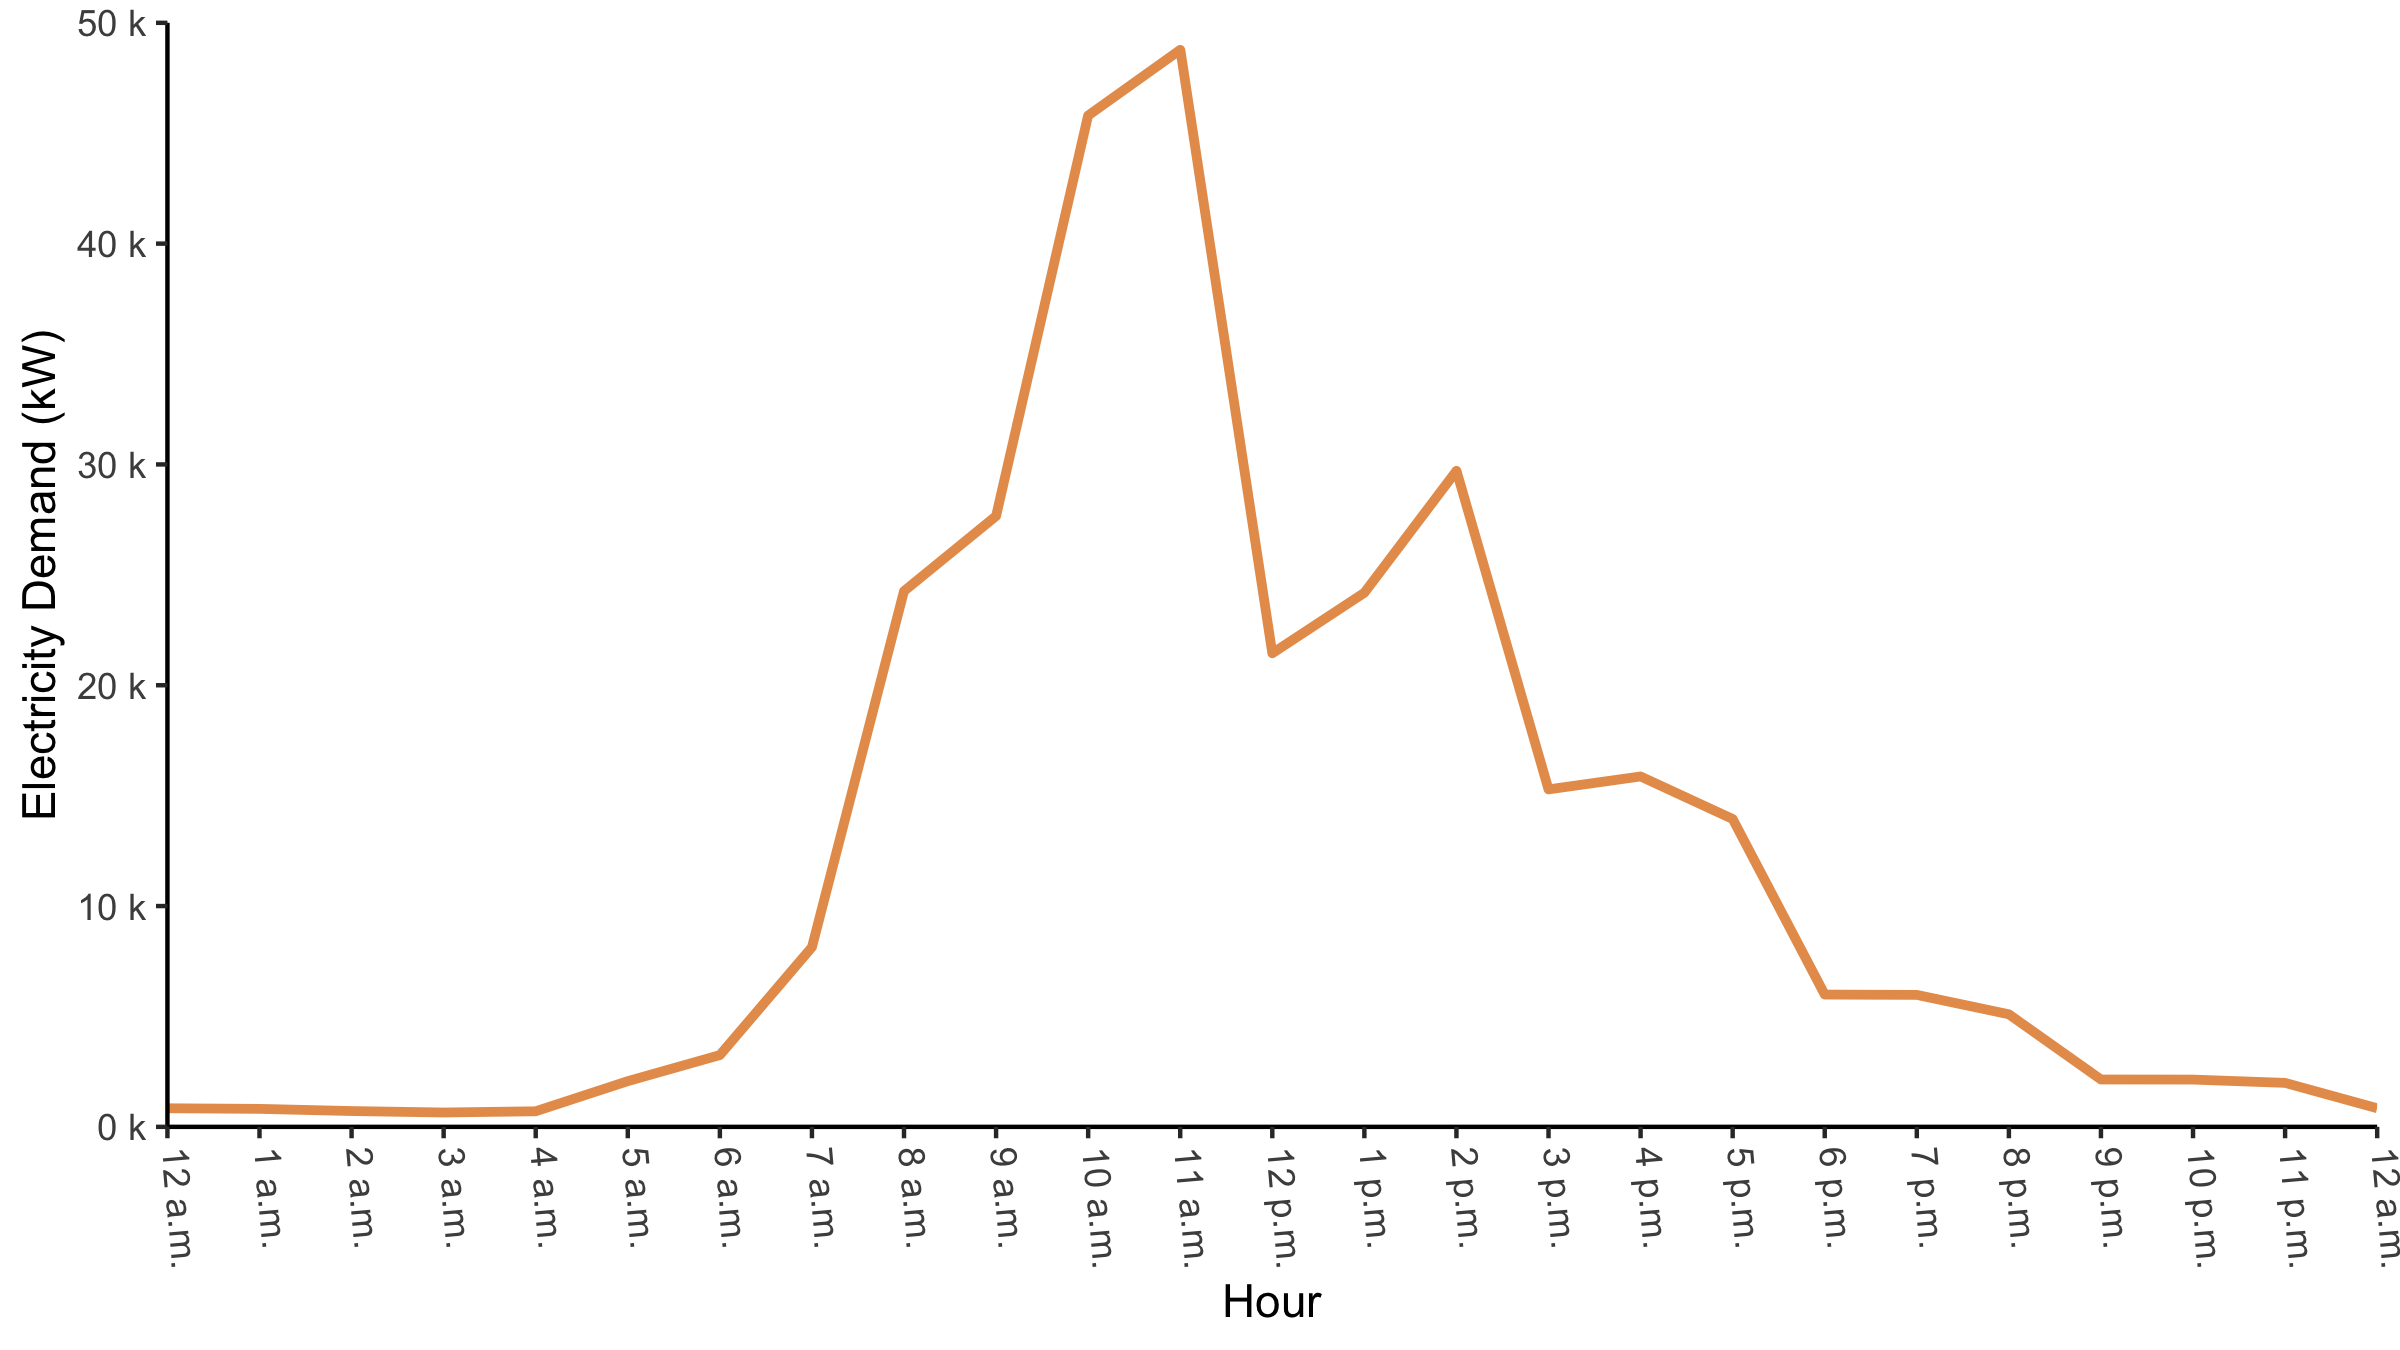 Electricity Demand (kW)
50 k
40 k
30 k
20 k
10 k
0 k
12 a.m.
1 a.m.
2 a.m.
3 a.m.
4 a.m.
5 a.m.
6 a.m.
7 a.m.
8 a.m.
9 a.m.
10 a.m.
11 a.m.
12 p.m.
1 p.m.
2 p.m.
3 p.m.
4 p.m.
5 p.m.
6 p.m.
7 p.m.
8 p.m.
9 p.m.
10 p.m.
11 p.m.
12 a.m.
Hour